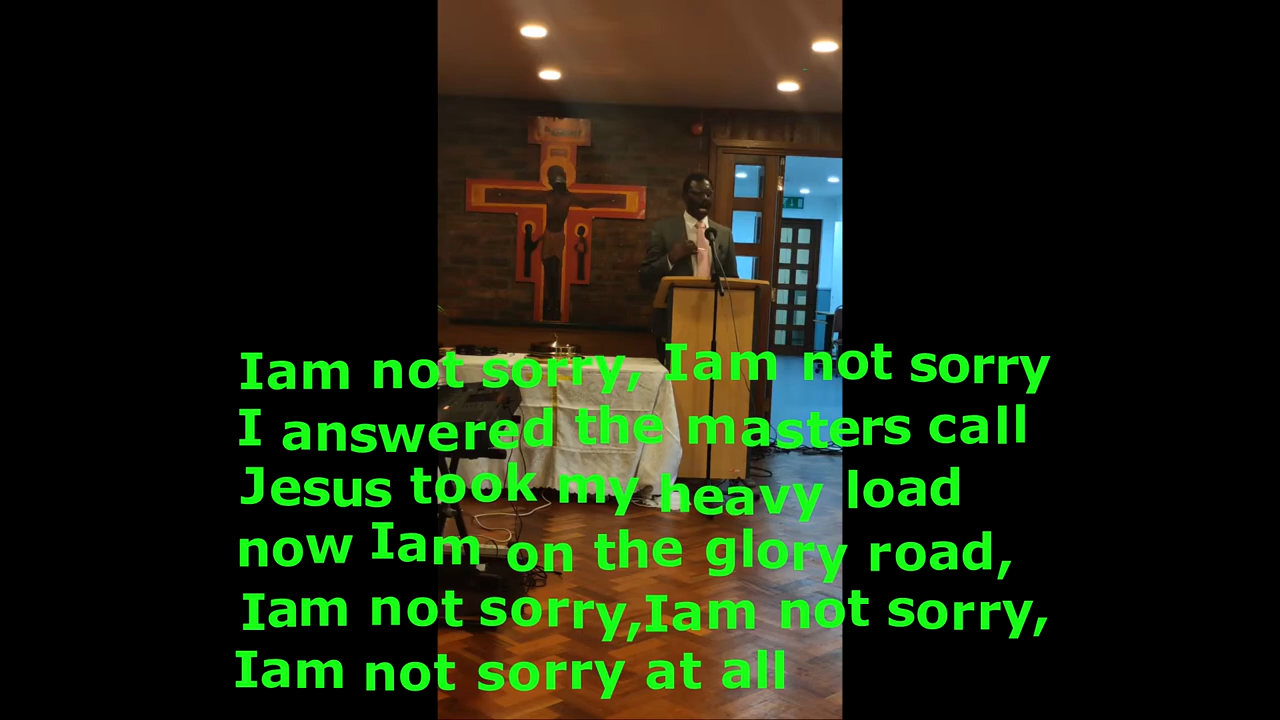 Iam not sorry, Iam not sorry
I answered the masters call
Jesus took my heavy load
now Iam on the glory road,
Iam not sorry,Iam not sorry,
Iam not sorry at all